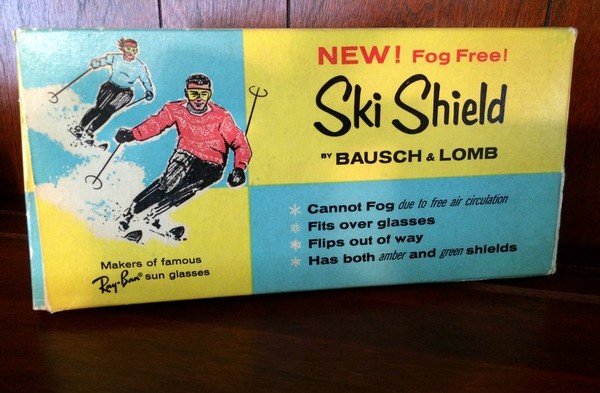 NEW! Fog Free!
Ski Shield
BY BAUSCH & LOMB
Cannot Fog due to free air circulation
Fits over glasses
Flips out of way
Has both amber and green shields
Makers of famous
Ray-Ban® sun glasses